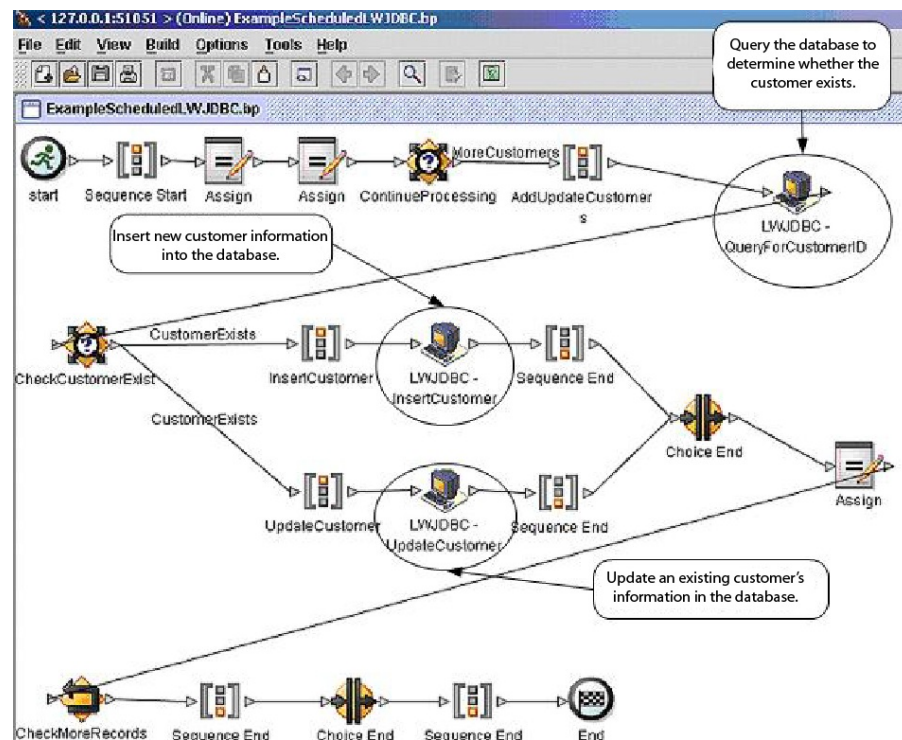 < 127.0.0.1:51051 > (Online) ExampleScheduledLWJDBC.bp
File Edit View Build Options Tools Help
ExampleScheduledLWJDBC.bp
Query the database to
determine whether the
customer exists.
start
Sequence Start
Assign
Assign
ContinueProcessing
MoreCustomers
AddUpdateCustomer
s
LWJDBC -
QueryForCustomerID
Insert new customer information
into the database.
CheckCustomerExist
CustomerExists
InsertCustomer
LWJDBC -
InsertCustomer
Sequence End
CustomerExists
Choice End
UpdateCustomer
LWJDBC -
UpdateCustomer
Sequence End
Assign
Update an existing customer's
information in the database.
CheckMoreRecords
Sequence End
Choice End
Sequence End
End